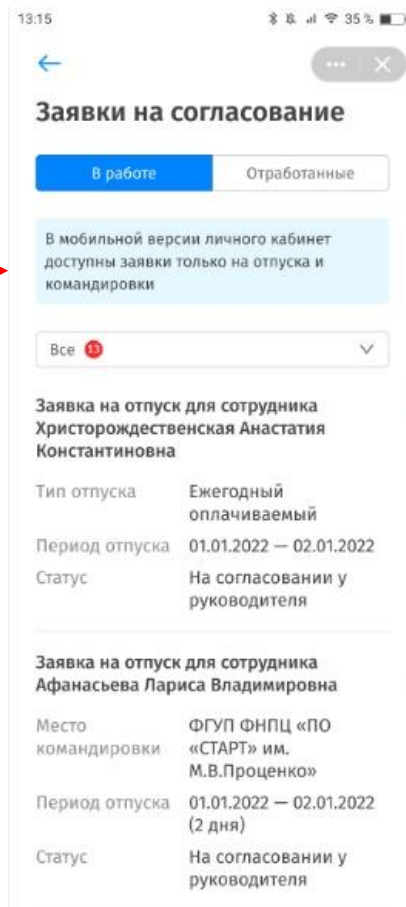 13:15
35 %
Заявки на согласование
В работе
Отработанные
В мобильной версии личного кабинет
доступны заявки только на отпуска и
командировки
Все 13
Заявка на отпуск для сотрудника
Христорождественская Анастатия
Константиновна
Тип отпуска Ежегодный
оплачиваемый
Период отпуска 01.01.2022 — 02.01.2022
Статус На согласовании у
руководителя
Заявка на отпуск для сотрудника
Афанасьева Лариса Владимировна
Место ФГУП ФНПЦ «ПО
командировки «СТАРТ» им.
М.В.Проценко»
Период отпуска 01.01.2022 — 02.01.2022
(2 дня)
Статус На согласовании у
руководителя